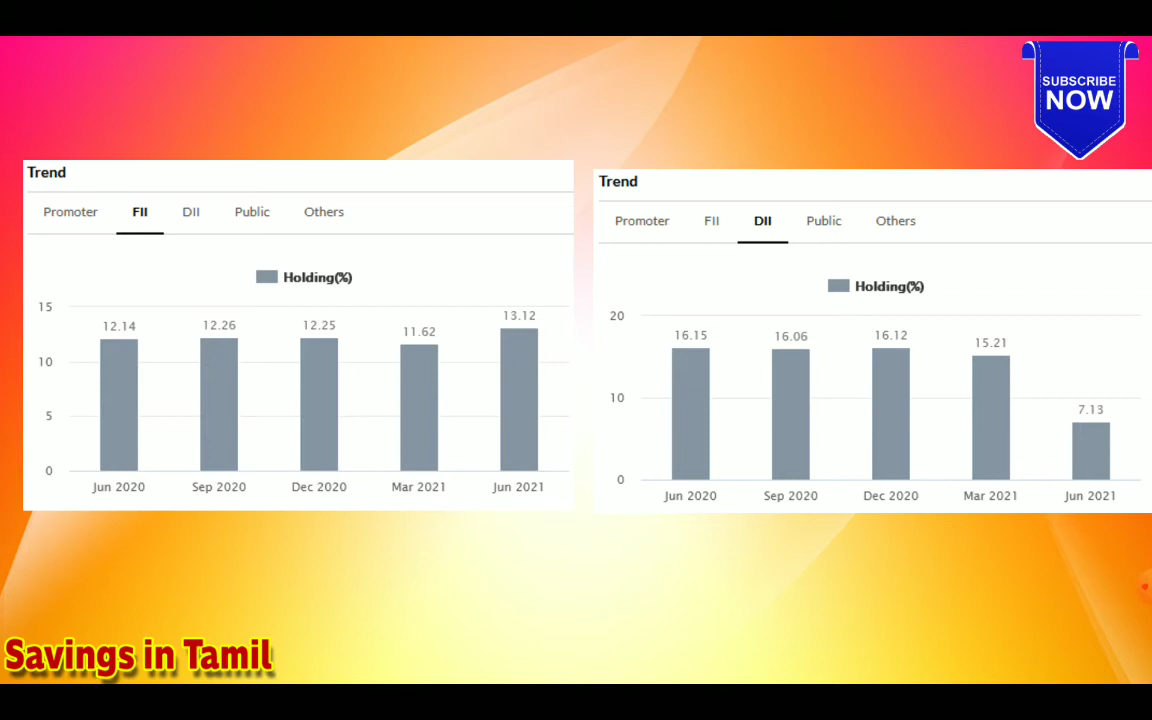 SUBSCRIBE
NOW
Trend
Promoter FII DII Public Others
Holding(%)
15
10
5
0
12.14 12.26 12.25 11.62 13.12
Jun 2020 Sep 2020 Dec 2020 Mar 2021 Jun 2021
Trend
Promoter FII DII Public Others
Holding(%)
20
10
0
16.15 16.06 16.12 15.21 7.13
Jun 2020 Sep 2020 Dec 2020 Mar 2021 Jun 2021
Savings in Tamil